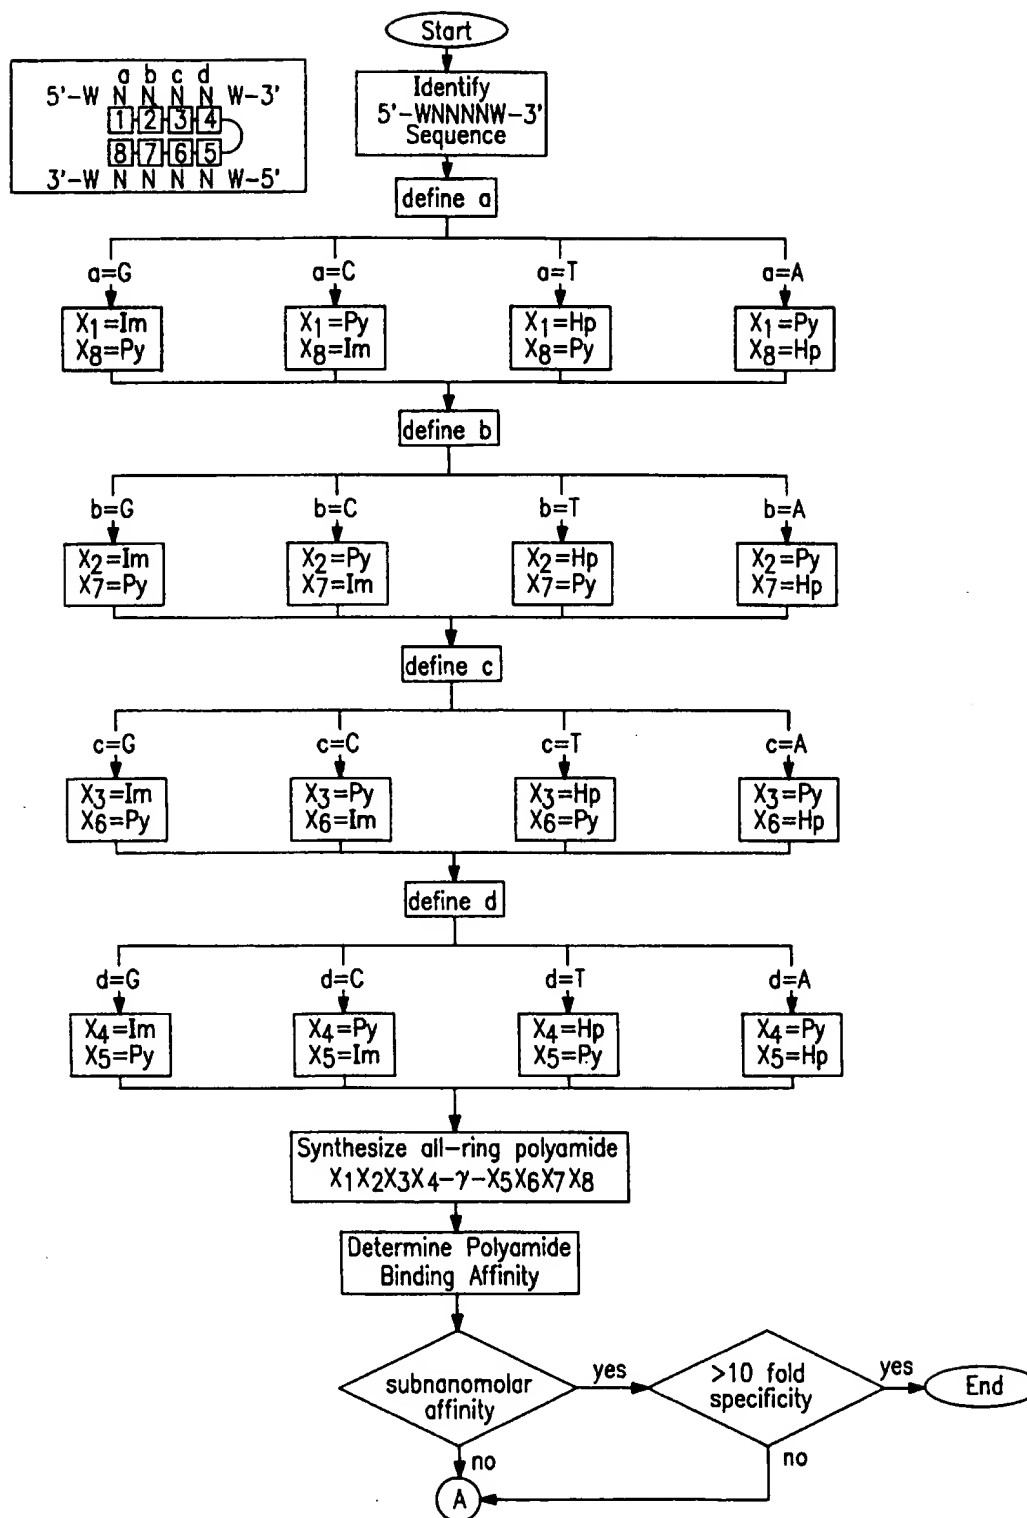 Start
a b c d
5'-W N N N N W-3'
1 2 3 4
8 7 6 5
3'-W N N N N W-5'
Identify
5'-WNNNNW-3'
Sequence
define a
a=G a=C a=T a=A
X1=Im X1=Py X1=Hp X1=Py
X8=Py X8=Im X8=Py X8=Hp
define b
b=G b=C b=T b=A
X2=Im X2=Py X2=Hp X2=Py
X7=Py X7=Im X7=Py X7=Hp
define c
c=G c=C c=T c=A
X3=Im X3=Py X3=Hp X3=Py
X6=Py X6=Im X6=Py X6=Hp
define d
d=G d=C d=T d=A
X4=Im X4=Py X4=Hp X4=Py
X5=Py X5=Im X5=Py X5=Hp
Synthesize all-ring polyamide
X1X2X3X4-γ-X5X6X7X8
Determine Polyamide
Binding Affinity
subnanomolar
affinity
yes
>10 fold
specificity
yes
End
no
no
A